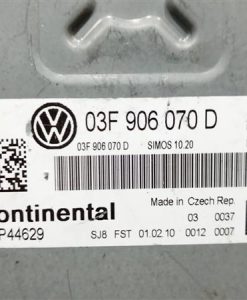 03F 906 070 D
03F 906 070 D SIMOS 10.20
Made in Czech Rep.
03 0037
ontinental
P44629 SJ8 FST 01.02.10 0012 0007